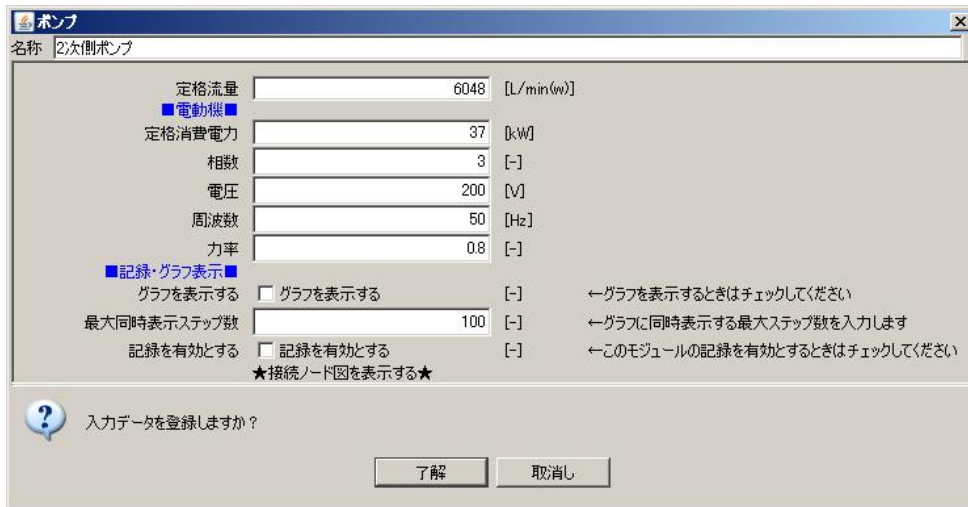 ポンプ
名称 2次側ポンプ
定格流量 6048 [L/min(w)]
■電動機■
定格消費電力 37 [kW]
相数 3 [-]
電圧 200 [V]
周波数 50 [Hz]
力率 0.8 [-]
■記録・グラフ表示■
グラフを表示する グラフを表示する [-] ←グラフを表示するときはチェックしてください
最大同時表示ステップ数 100 [-] ←グラフに同時表示する最大ステップ数を入力します
記録を有効とする 記録を有効とする [-] ←このモジュールの記録を有効とするときはチェックしてください
★接続ノード図を表示する★
入力データを登録しますか?
了解 取消し